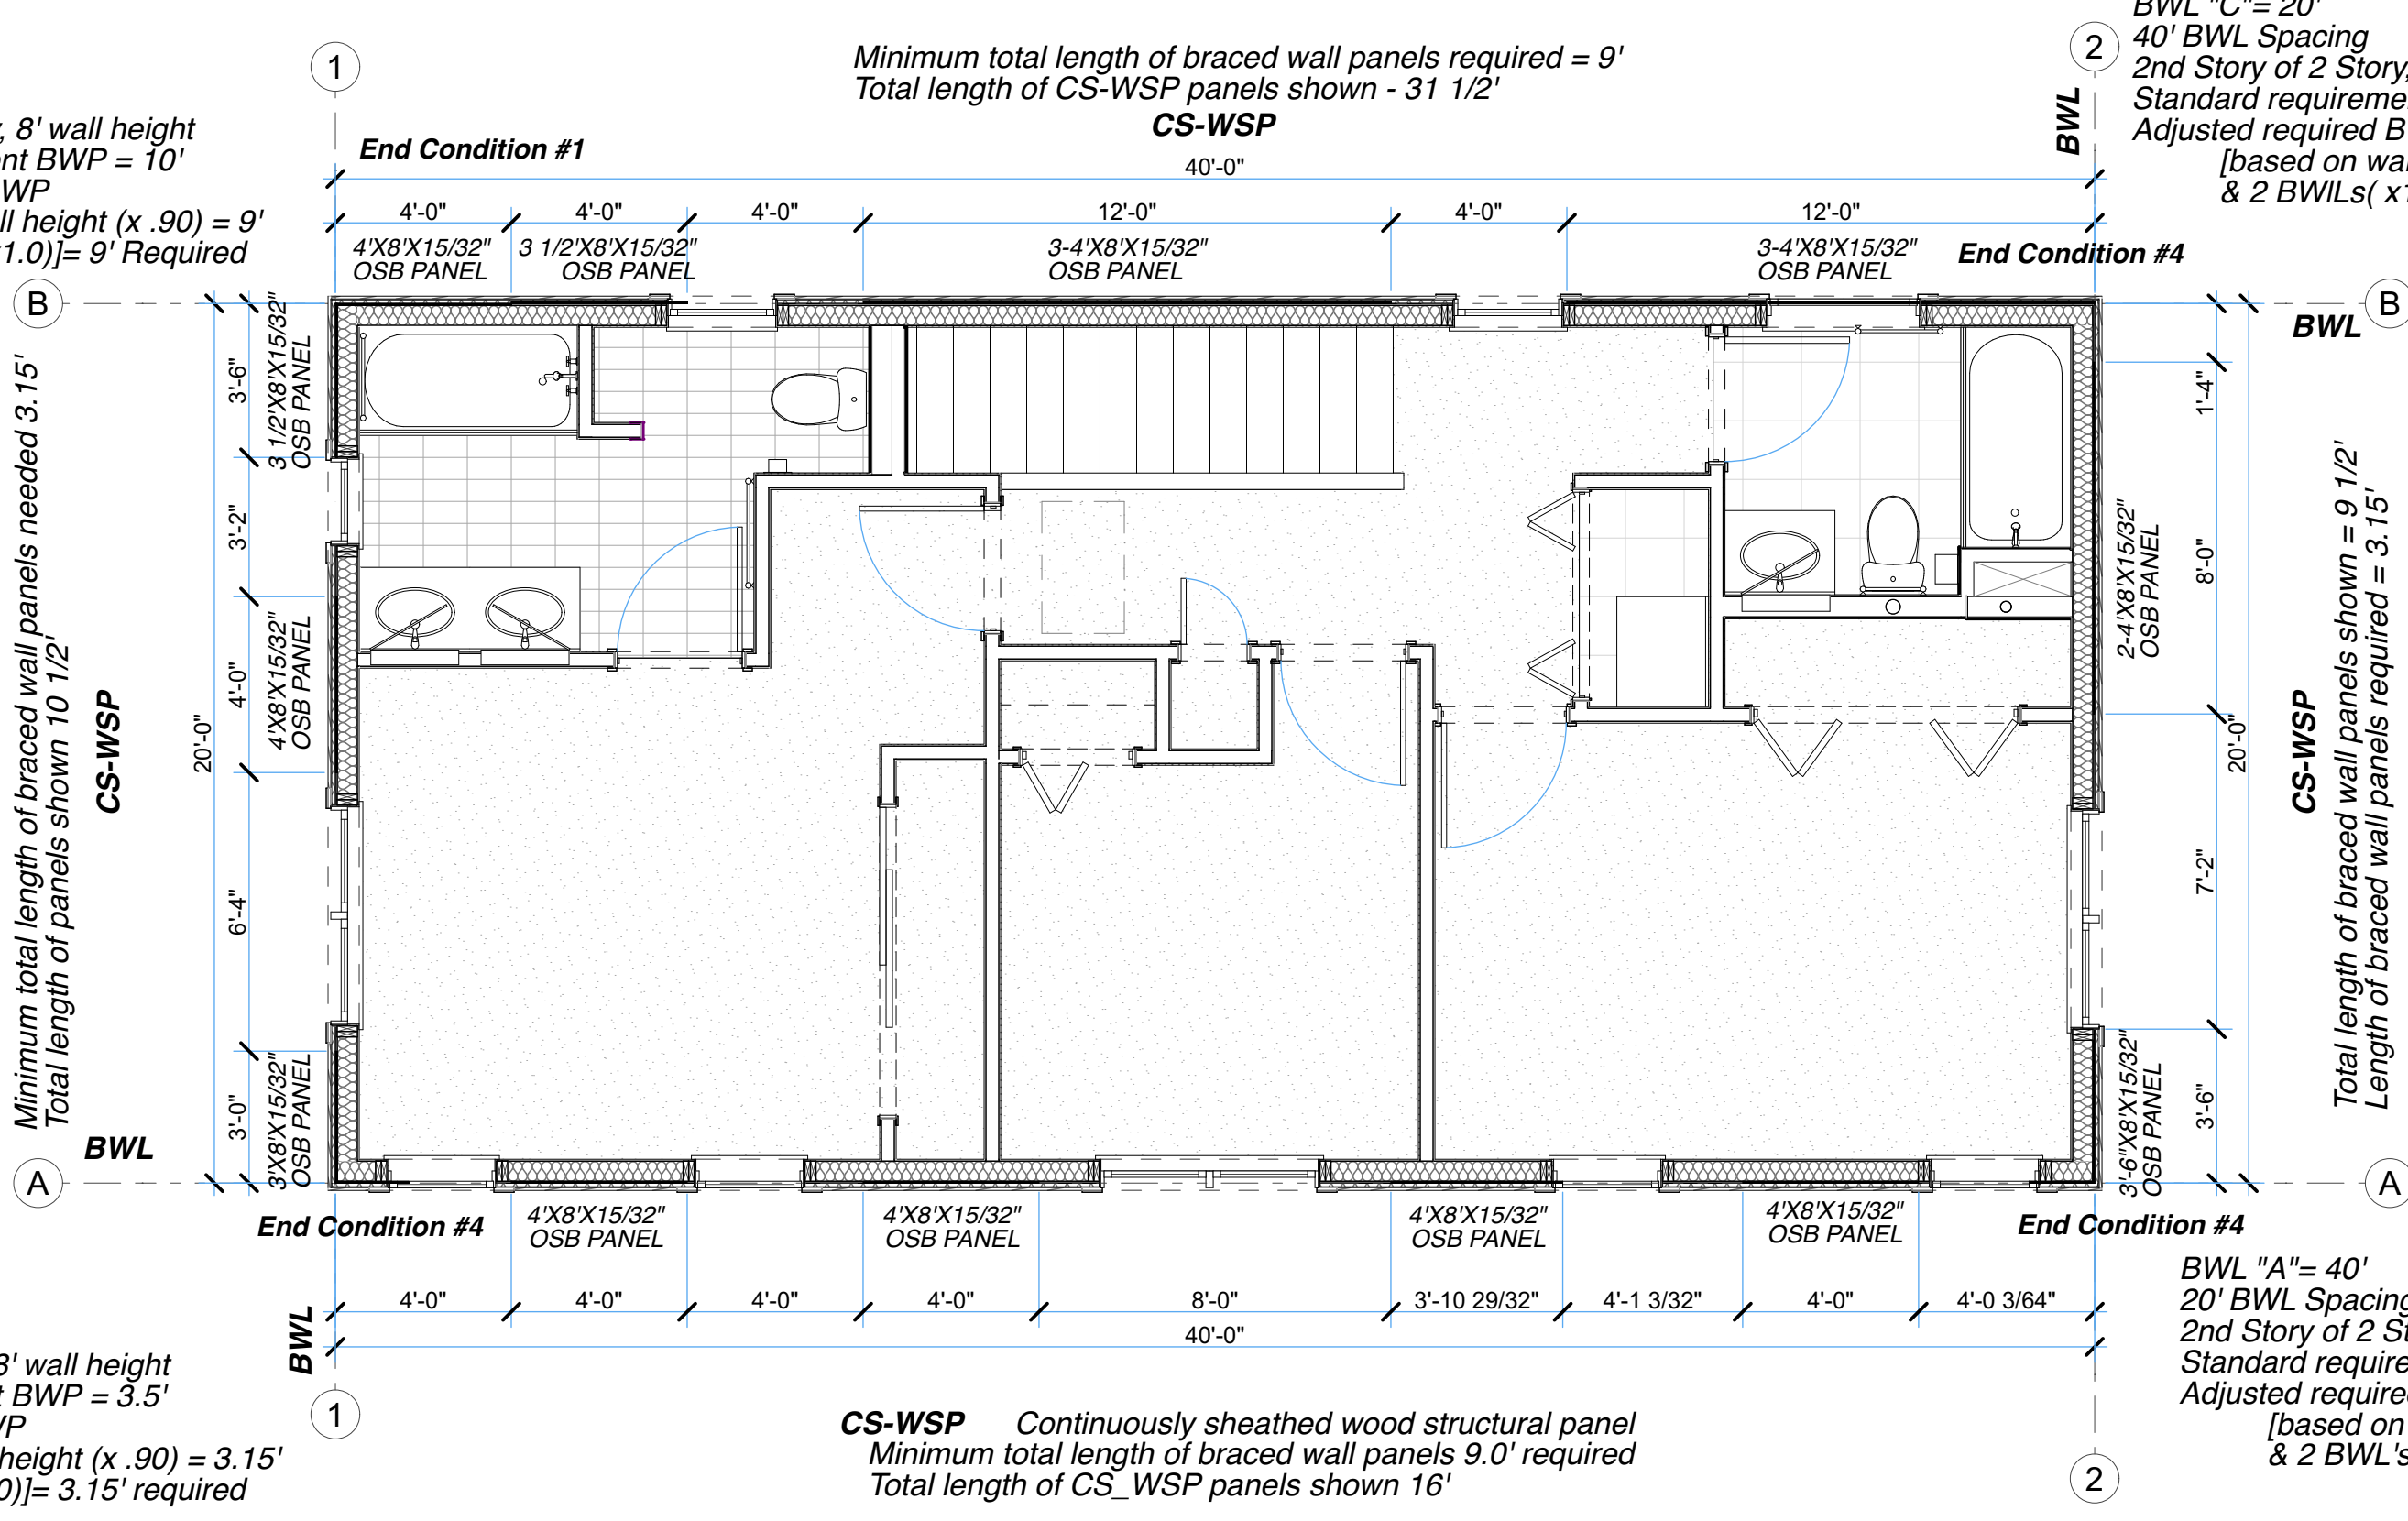 BWL "C"= 20'
40' BWL Spacing
2nd Story of 2 Story,
Standard requireme
Adjusted required B
[based on wal
& 2 BWlLs( x1
1
Minimum total length of braced wall panels required = 9'
Total length of CS-WSP panels shown - 31 1/2'
CS-WSP
2
BWL
, 8' wall height
nt BWP = 10'
WP
ll height (x .90) = 9'
1.0)]= 9' Required
End Condition #1
40'-0"
4'-0"
4'-0"
4'-0"
12'-0"
4'-0"
12'-0"
4'X8'X15/32"
OSB PANEL
3 1/2'X8'X15/32"
OSB PANEL
3-4'X8'X15/32"
OSB PANEL
3-4'X8'X15/32"
OSB PANEL
End Condition #4
B
B
BWL
Minimum total length of braced wall panels needed 3.15'
Total length of panels shown 10 1/2'
CS-WSP
20'-0"
3'-6"
3'-2"
4'-0"
6'-4"
3'-0"
3 1/2'X8'X15/32"
OSB PANEL
4'X8'X15/32"
OSB PANEL
3'X8'X15/32"
OSB PANEL
2-4'X8'X15/32"
OSB PANEL
3'-6"X8'X15/32"
OSB PANEL
1'-4"
8'-0"
7'-2"
3'-6"
20'-0"
CS-WSP
Total length of braced wall panels shown = 9 1/2'
Length of braced wall panels required = 3.15'
BWL
A
A
End Condition #4
4'X8'X15/32"
OSB PANEL
4'X8'X15/32"
OSB PANEL
4'X8'X15/32"
OSB PANEL
4'X8'X15/32"
OSB PANEL
End Condition #4
4'-0"
4'-0"
4'-0"
4'-0"
8'-0"
3'-10 29/32"
4'-1 3/32"
4'-0"
4'-0 3/64"
40'-0"
BWL
1
8' wall height
t BWP = 3.5'
WP
height (x .90) = 3.15'
0)]= 3.15' required
CS-WSP Continuously sheathed wood structural panel
Minimum total length of braced wall panels 9.0' required
Total length of CS_WSP panels shown 16'
BWL "A"= 40'
20' BWL Spacing
2nd Story of 2 St
Standard require
Adjusted required
[based on
& 2 BWL's
2